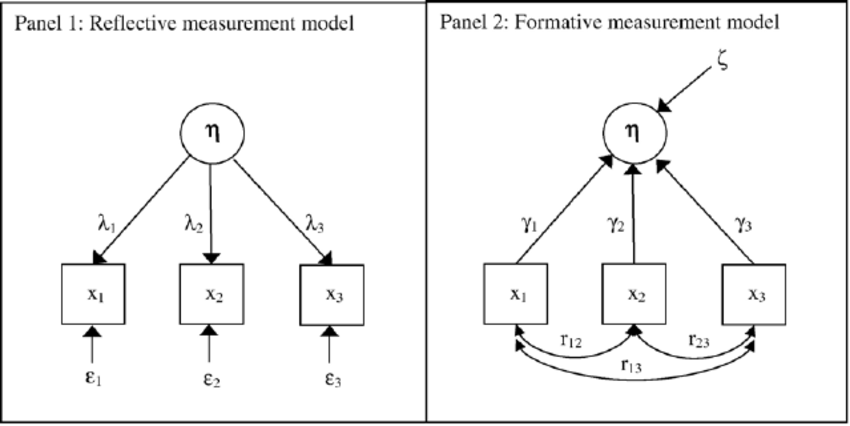 Panel 1: Reflective measurement model
η
λ1 λ2 λ3
x1 x2 x3
ε1 ε2 ε3
Panel 2: Formative measurement model
ζ
η
γ1 γ2 γ3
x1 x2 x3
r12 r23
r13